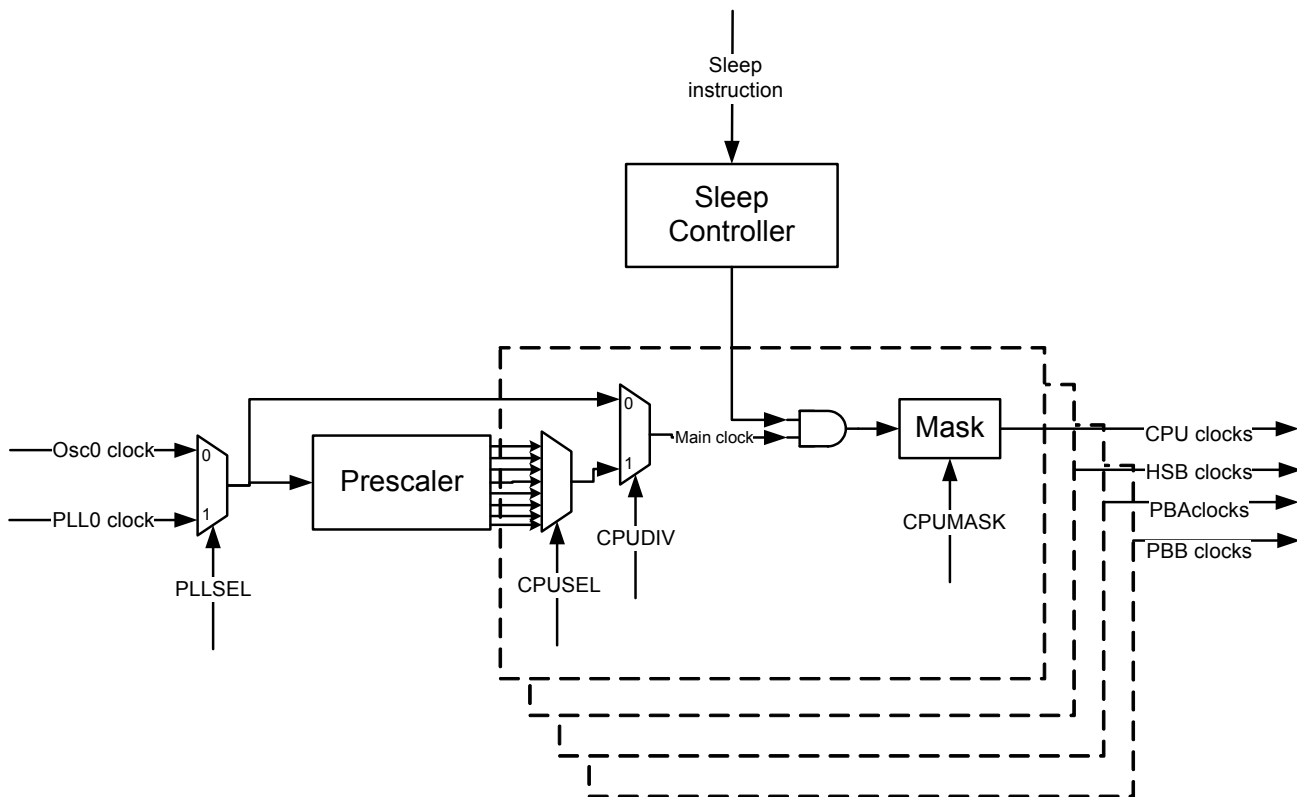 Sleep
instruction
Sleep
Controller
0
Main clock
Mask
CPU clocks
Osc0 clock
0
Prescaler
1
HSB clocks
PLL0 clock
1
CPUDIV
CPUMASK
PBAclocks
PBB clocks
PLLSEL
CPUSEL